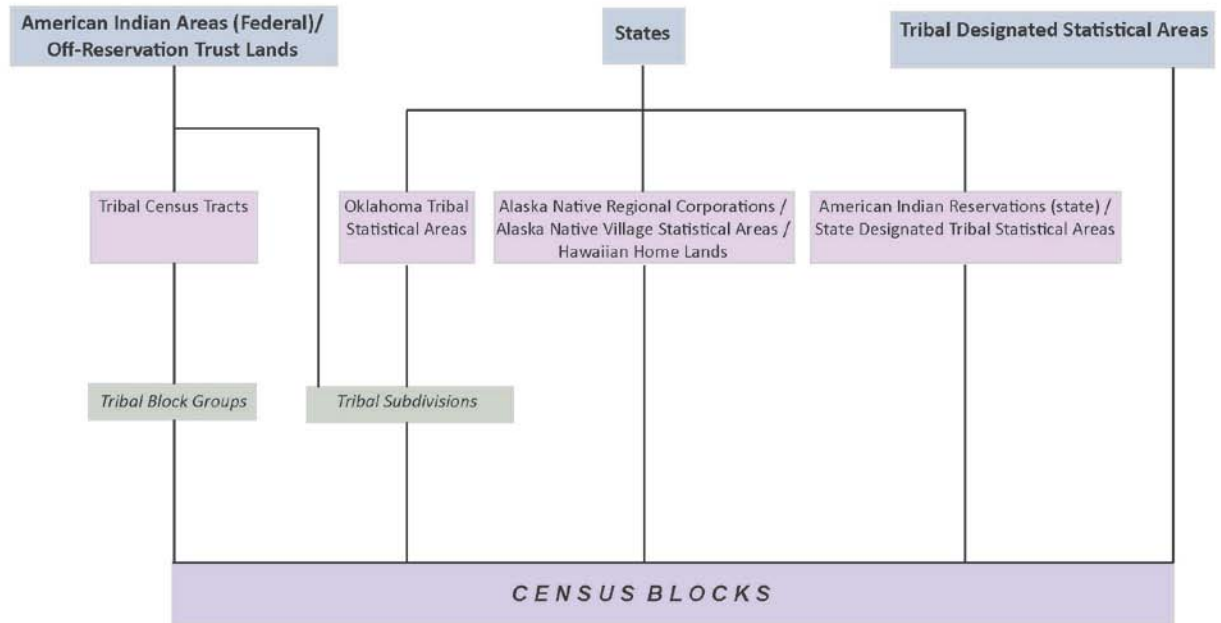 American Indian Areas (Federal)/
Off-Reservation Trust Lands
States
Tribal Designated Statistical Areas
Tribal Census Tracts
Oklahoma Tribal
Statistical Areas
Alaska Native Regional Corporations /
Alaska Native Village Statistical Areas /
Hawaiian Home Lands
American Indian Reservations (state) /
State Designated Tribal Statistical Areas
Tribal Block Groups
Tribal Subdivisions
CENSUS BLOCKS